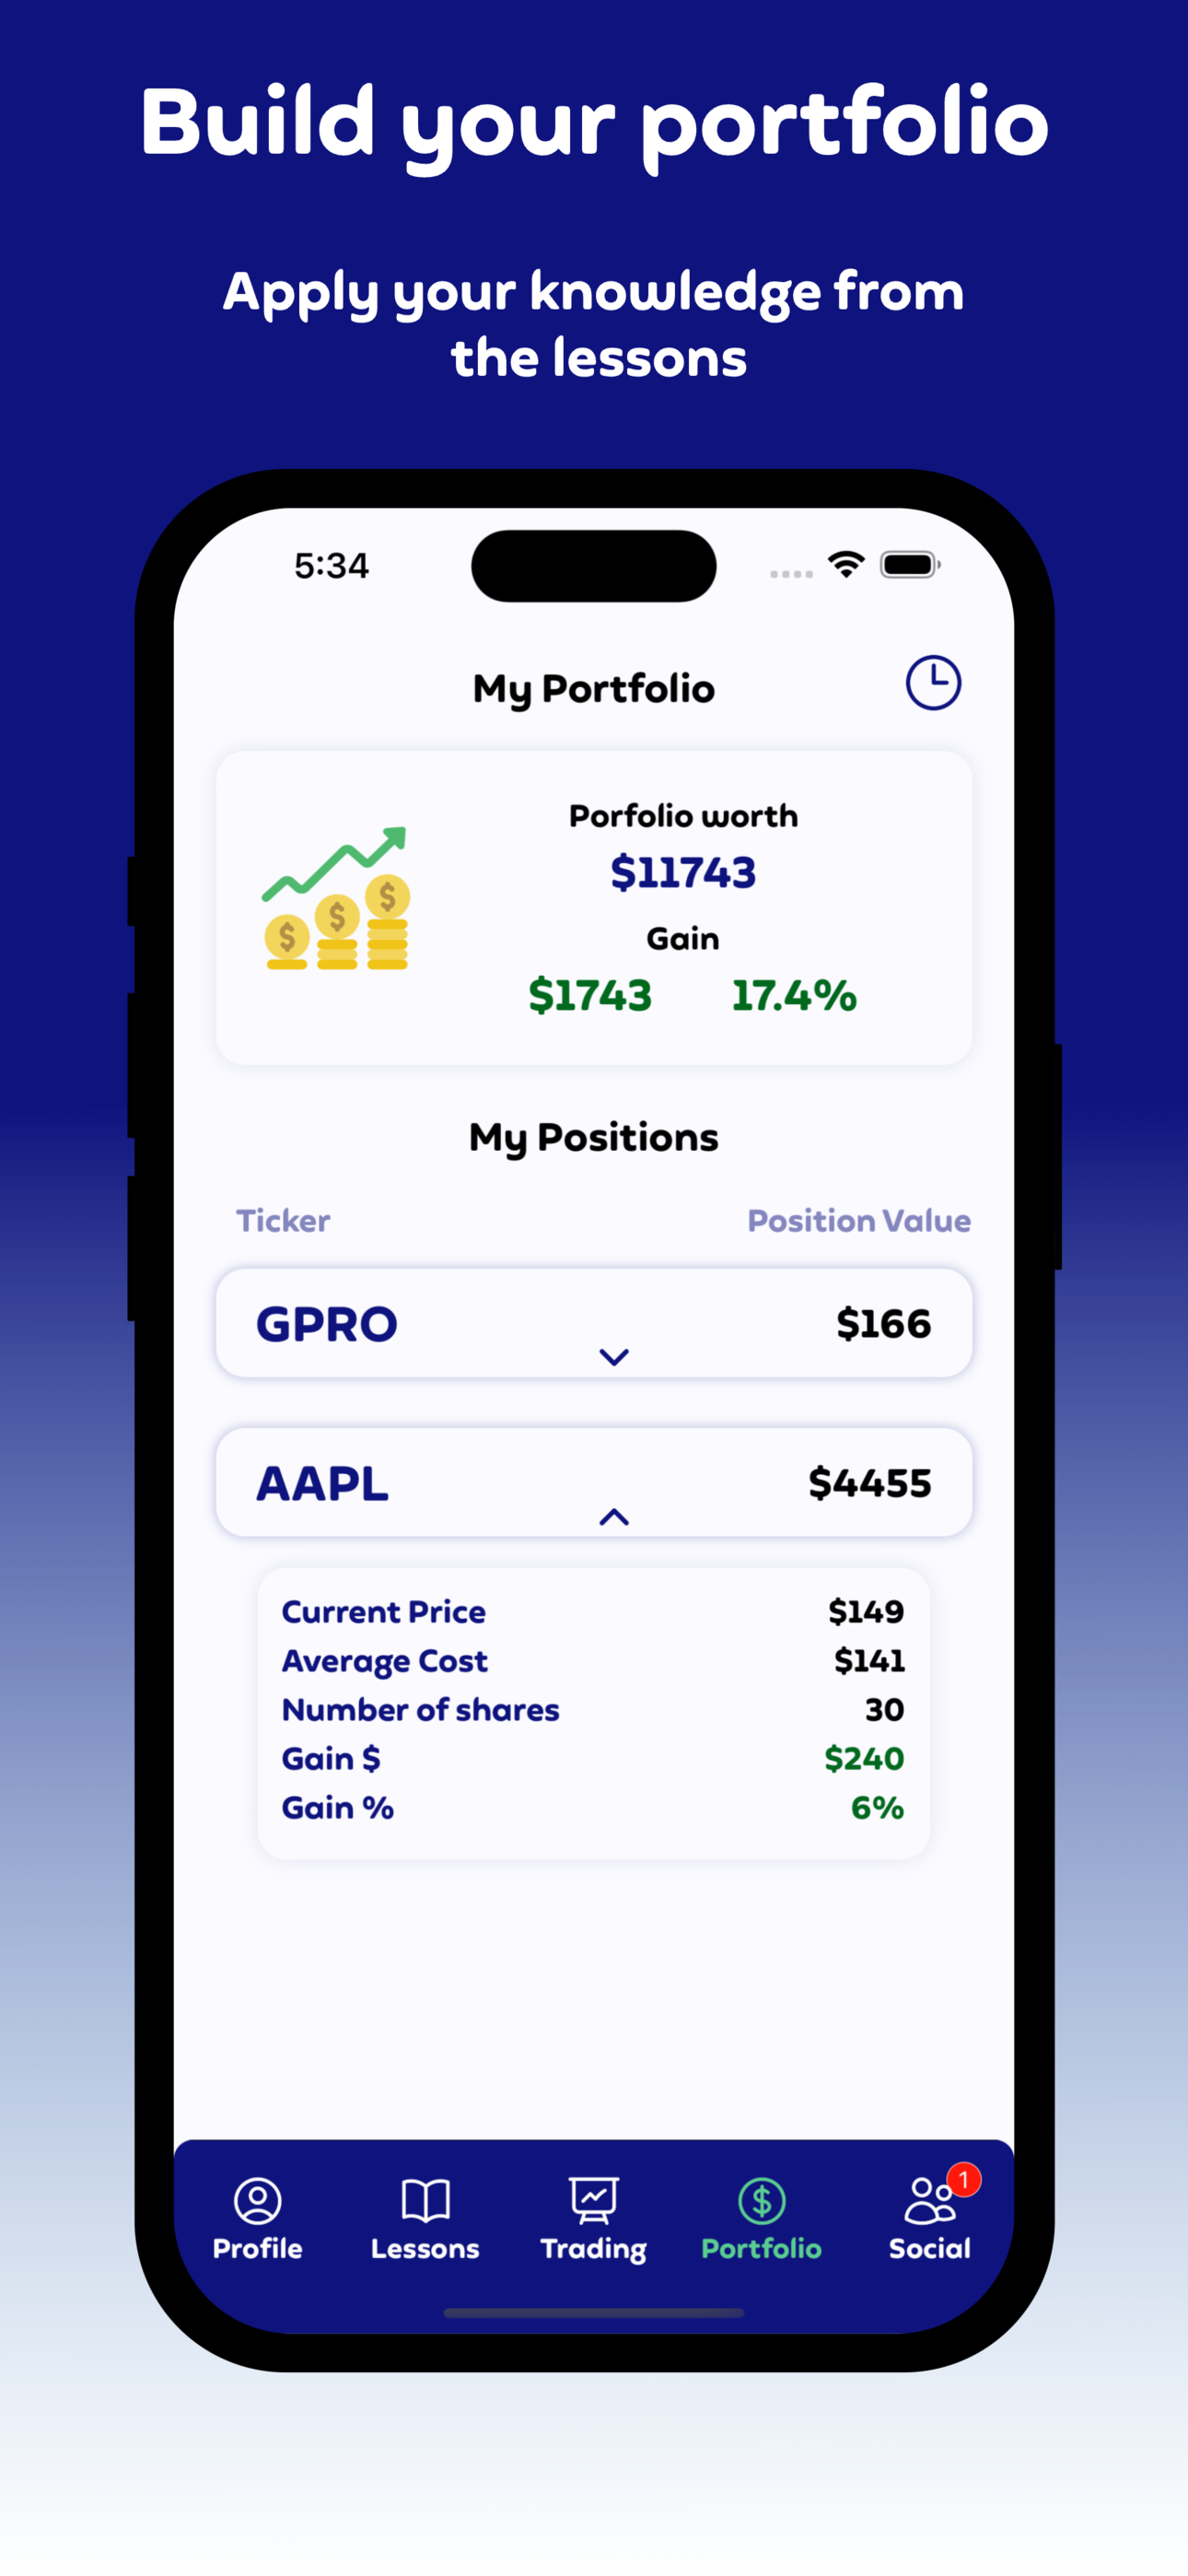 Build your portfolio
Apply your knowledge from
the lessons
5:34
My Portfolio
Porfolio worth
$11743
Gain
$1743 17.4%
$ $ $
My Positions
Ticker Position Value
GPRO $166
AAPL $4455
Current Price $149
Average Cost $141
Number of shares 30
Gain $ $240
Gain % 6%
$ 1
Profile Lessons Trading Portfolio Social